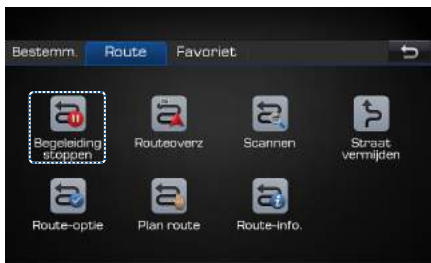 Bestemm. Route Favoriet
Begeleiding stoppen
Routeoverz
Scannen
Straat vermijden
Route-optie
Plan route
Route-info.